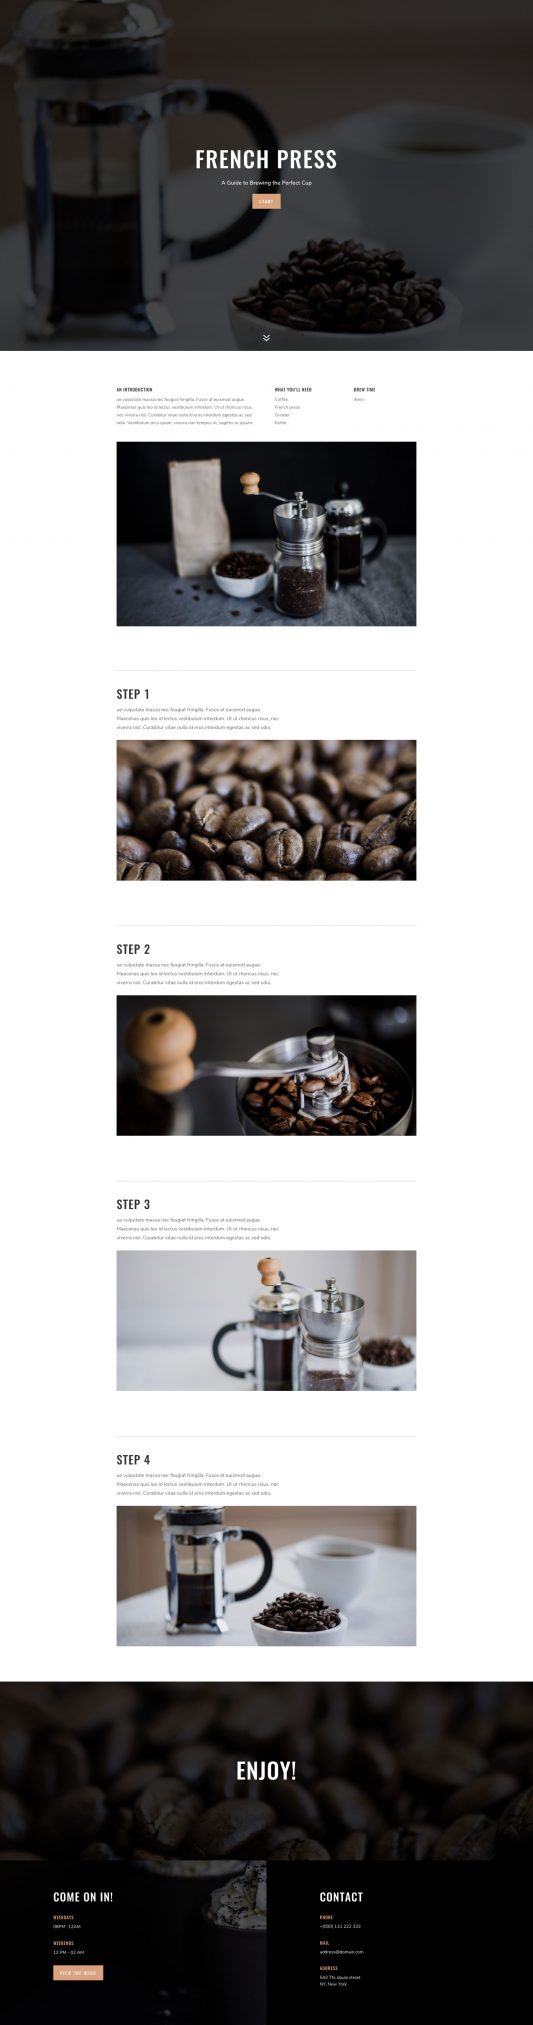 FRENCH PRESS
A Guide to Brewing the Perfect Cup
START
AN INTRODUCTION
ue vulputate massa nec feugiat fringilla. Fusce at euismod augue.
Maecenas quis leo id lectus vestibulum interdum. Ut ut rhoncus risus,
nec viverra nisl. Curabitur vitae nulla id eros interdum egestas ac sed
odio. Vestibulum arcu quam, viverra non tempus ut, sagittis ac ipsum.
WHAT YOU'LL NEED
Coffee
French press
Grinder
Kettle
BREW TIME
4min
STEP 1
ue vulputate massa nec feugiat fringilla. Fusce at euismod augue.
Maecenas quis leo id lectus vestibulum interdum. Ut ut rhoncus risus, nec
viverra nisl. Curabitur vitae nulla id eros interdum egestas ac sed odio.
STEP 2
ue vulputate massa nec feugiat fringilla. Fusce at euismod augue.
Maecenas quis leo id lectus vestibulum interdum. Ut ut rhoncus risus, nec
viverra nisl. Curabitur vitae nulla id eros interdum egestas ac sed odio.
STEP 3
ue vulputate massa nec feugiat fringilla. Fusce at euismod augue.
Maecenas quis leo id lectus vestibulum interdum. Ut ut rhoncus risus, nec
viverra nisl. Curabitur vitae nulla id eros interdum egestas ac sed odio.
STEP 4
ue vulputate massa nec feugiat fringilla. Fusce at euismod augue.
Maecenas quis leo id lectus vestibulum interdum. Ut ut rhoncus risus, nec
viverra nisl. Curabitur vitae nulla id eros interdum egestas ac sed odio.
ENJOY!
COME ON IN!
WEEKDAYS
08PM -12AM
WEEKENDS
12 PM - 02 AM
VIEW THE MENU
CONTACT
PHONE
+(000) 111 222 333
MAIL
address@domain.com
ADDRESS
543 TN, doula street
NY, New York